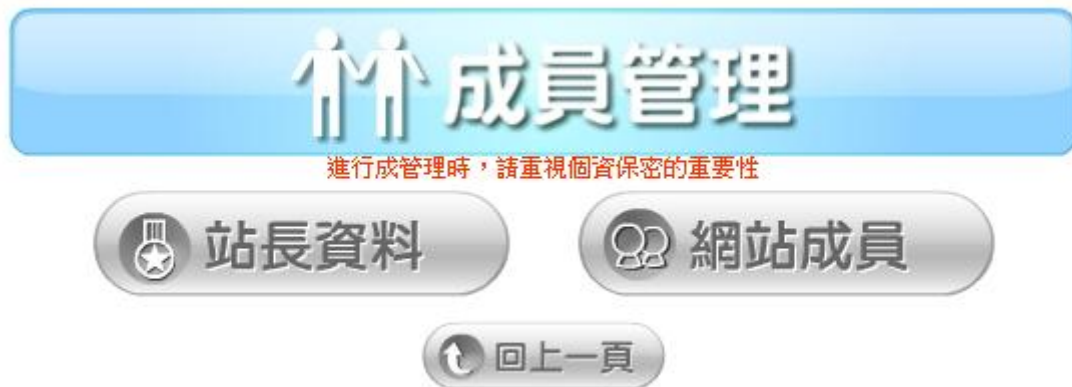 成員管理
進行成管理時，請重視個資保密的重要性
站長資料
網站成員
回上一頁